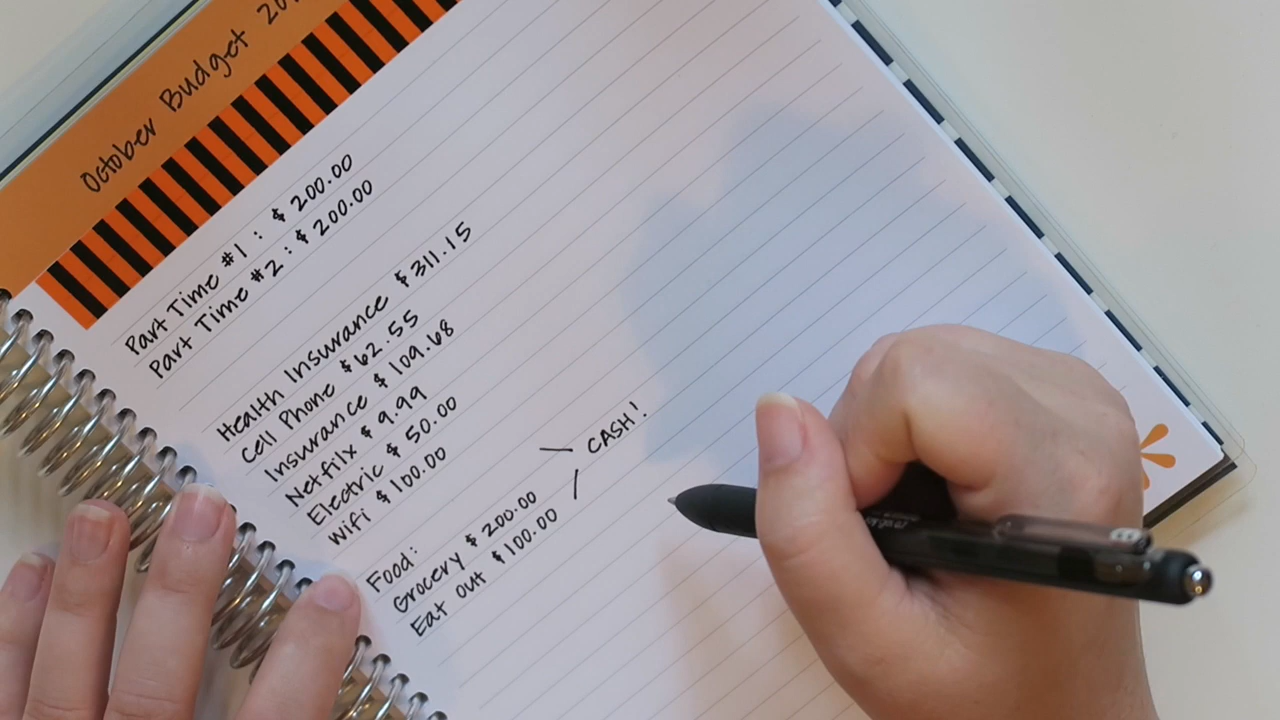 October Budget 20
Part Time #1 : $ 200.00
Part Time #2 : $ 200.00
Health Insurance $311.15
Cell Phone $62.55
Insurance $ 109.68
Netfilx $ 9.99
Electric $ 50.00
Wifi $100.00
CASH!
Food:
Grocery $ 200.00
Eat out $100.00